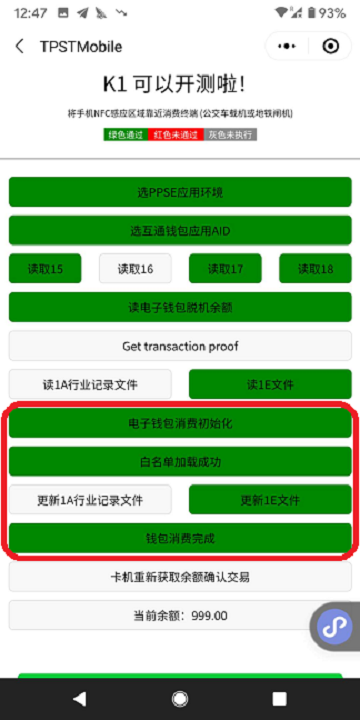 12:47 93%
TPSTMobile
K1 可以开测啦！
将手机NFC感应区域靠近消费终端(公交车载机或地铁闸机)
绿色通过 红色未通过 灰色未执行
选PPSE应用环境
选互通钱包应用AID
读取15 读取16 读取17 读取18
读电子钱包脱机余额
Get transaction proof
读1A行业记录文件 读1E文件
电子钱包消费初始化
白名单加载成功
更新1A行业记录文件 更新1E文件
钱包消费完成
卡机重新获取余额确认交易
当前余额：999.00